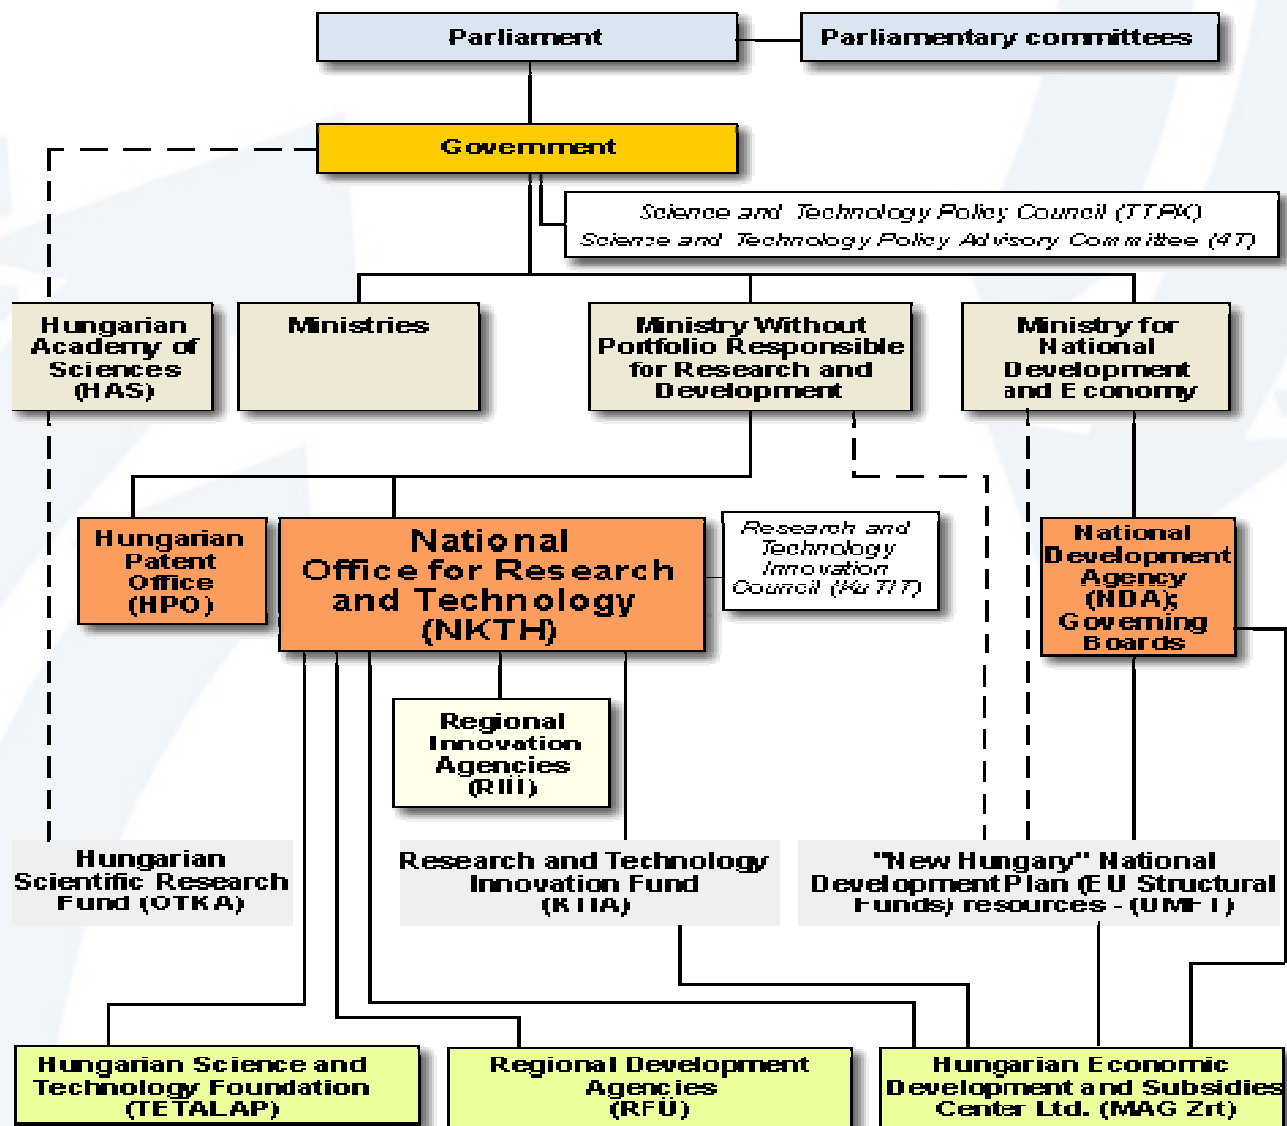 Parliament
Parliamentary committees
Government
Science and Technology Policy Council (TTPK)
Science and Technology Policy Advisory Committee (4T)
Hungarian
Academy of
Sciences
(HAS)
Ministries
Ministry Without
Portfolio Responsible
for Research and
Development
Ministry for
National
Development
and Economy
Hungarian
Patent
Office
(HPO)
National
Office for Research
and Technology
(NKTH)
Research and
Technology
Innovation
Council (KuTIT)
National
Development
Agency
(NDA);
Governing
Boards
Regional
Innovation
Agencies
(RIÜ)
Hungarian
Scientific Research
Fund (OTKA)
Research and Technology
Innovation Fund
(KTIA)
"New Hungary" National
Development Plan (EU Structural
Funds) resources - (UMFT)
Hungarian Science and
Technology Foundation
(TETALAP)
Regional Development
Agencies
(RFÜ)
Hungarian Economic
Development and Subsidies
Center Ltd. (MAG Zrt)